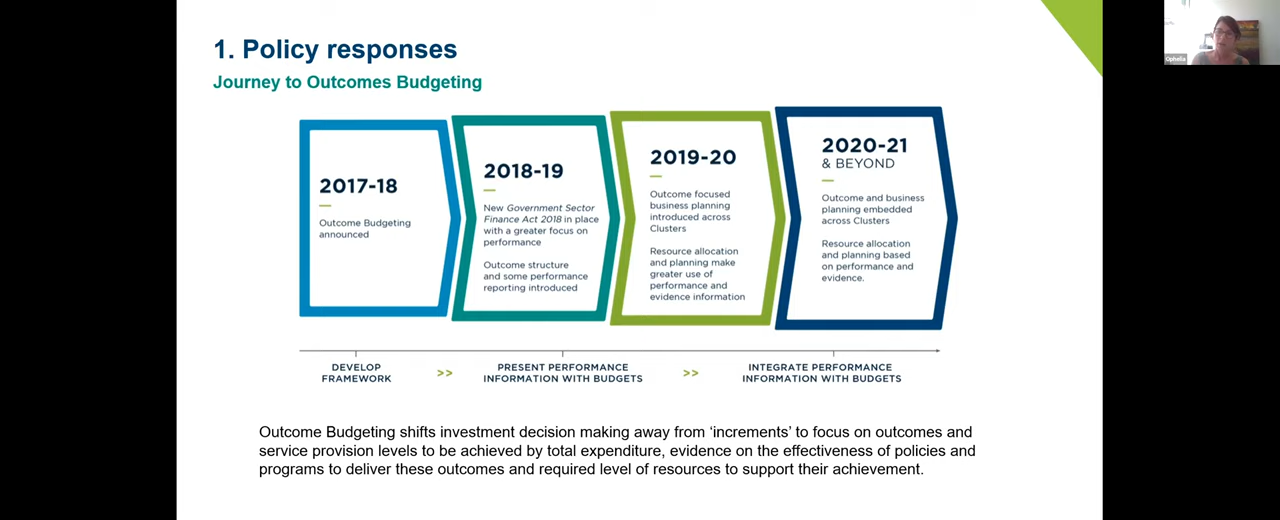 1. Policy responses
Journey to Outcomes Budgeting
Ophelia
2017-18
Outcome Budgeting
announced
2018-19
New Government Sector
Finance Act 2018 in place
with a greater focus on
performance
Outcome structure
and some performance
reporting introduced
2019-20
Outcome focused
business planning
introduced across
Clusters
Resource allocation
and planning make
greater use of
performance and
evidence information
2020-21
& BEYOND
Outcome and business
planning embedded
across Clusters
Resource allocation
and planning based
on performance and
evidence.
DEVELOP
FRAMEWORK
>>
PRESENT PERFORMANCE
INFORMATION WITH BUDGETS
>>
INTEGRATE PERFORMANCE
INFORMATION WITH BUDGETS
Outcome Budgeting shifts investment decision making away from ‘increments’ to focus on outcomes and
service provision levels to be achieved by total expenditure, evidence on the effectiveness of policies and
programs to deliver these outcomes and required level of resources to support their achievement.